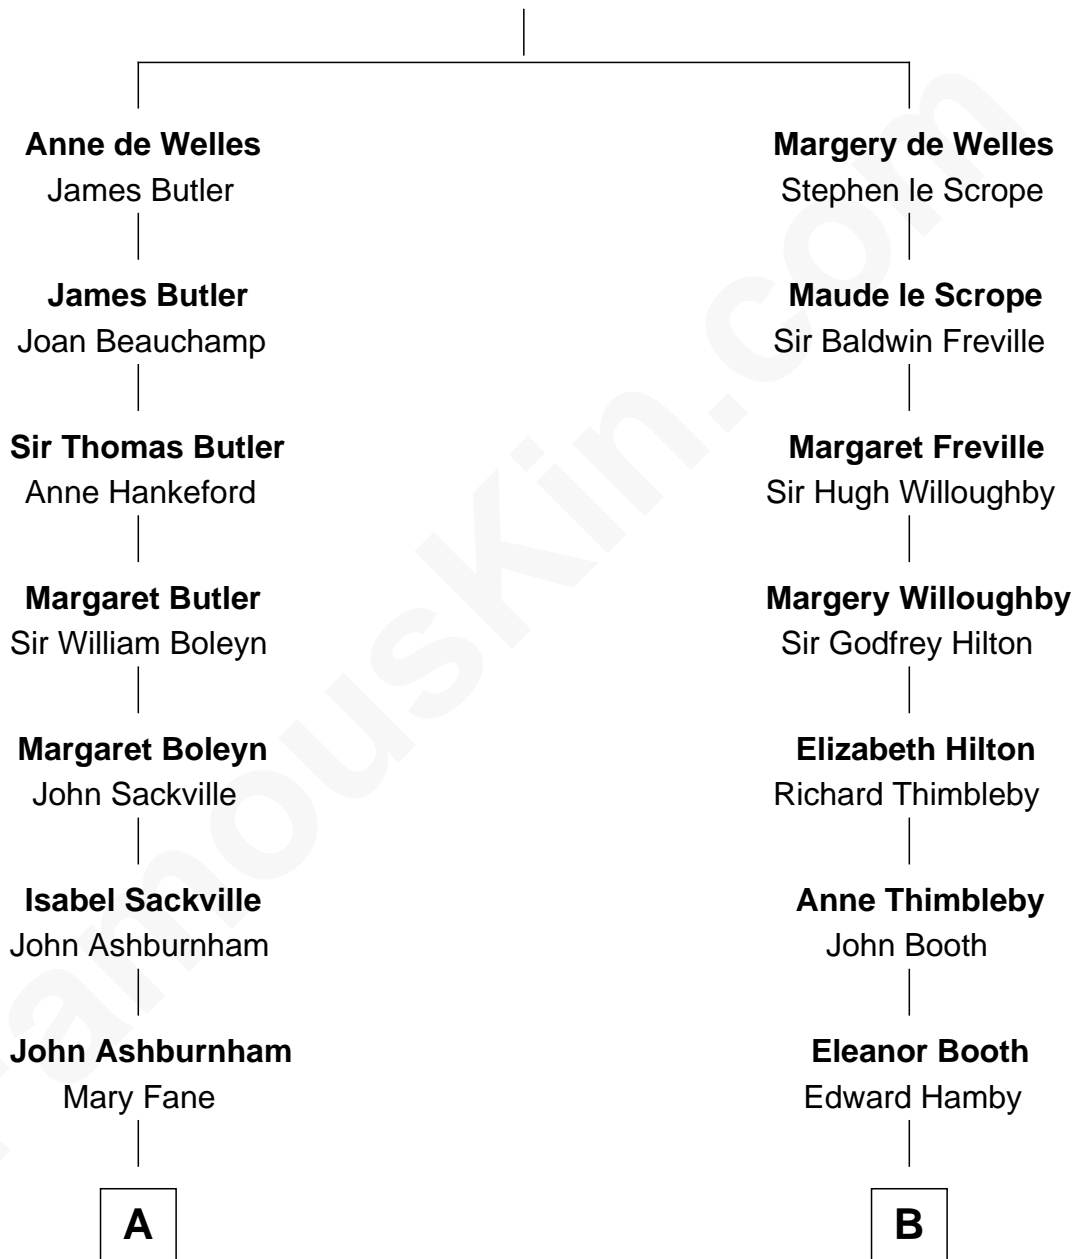 Anne de Welles
James Butler
James Butler
Joan Beauchamp
Sir Thomas Butler
Anne Hankeford
Margaret Butler
Sir William Boleyn
Margaret Boleyn
John Sackville
Isabel Sackville
John Ashburnham
John Ashburnham
Mary Fane
A
Margery de Welles
Stephen le Scrope
Maude le Scrope
Sir Baldwin Freville
Margaret Freville
Sir Hugh Willoughby
Margery Willoughby
Sir Godfrey Hilton
Elizabeth Hilton
Richard Thimbleby
Anne Thimbleby
John Booth
Eleanor Booth
Edward Hamby
B
FamousKin.com